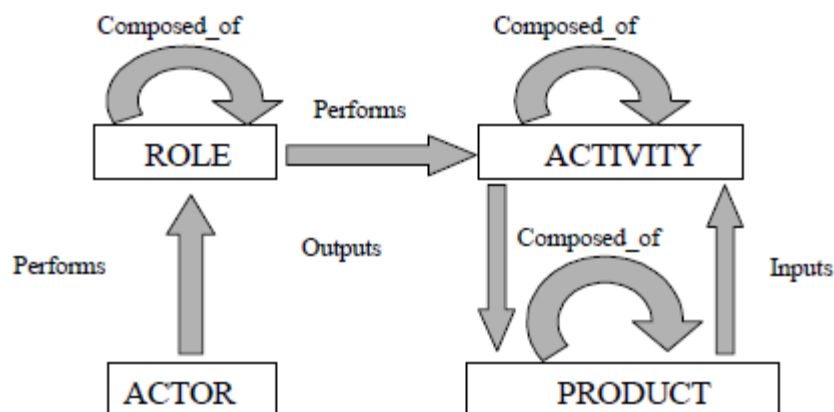 Composed_of
Composed_of
Performs
ROLE
ACTIVITY
Composed_of
Performs
Outputs
Inputs
ACTOR
PRODUCT